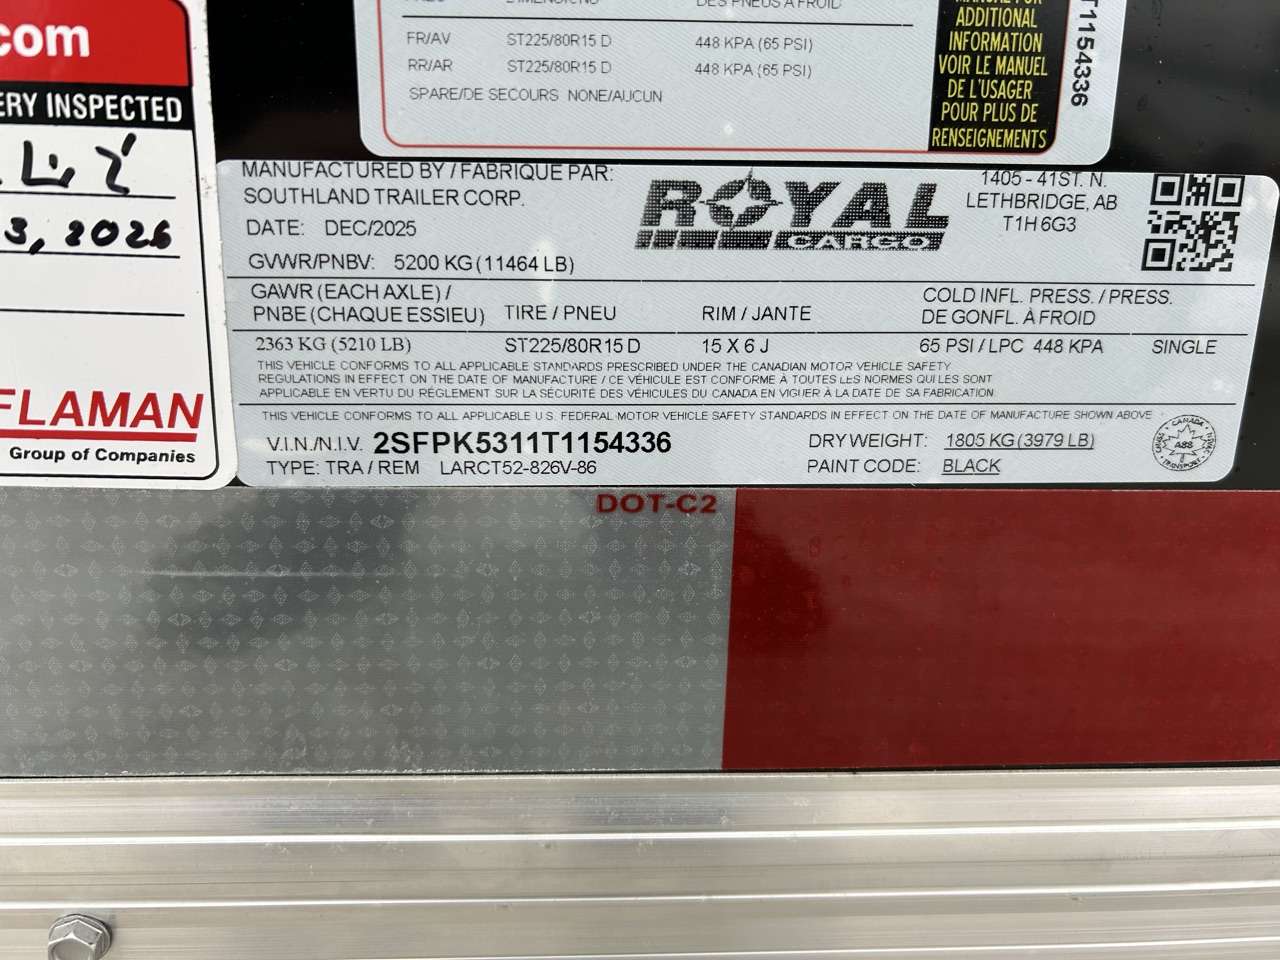 FR/AV ST225/80R15 D 448 KPA (65 PSI)
RR/AR ST225/80R15 D 448 KPA (65 PSI)
SPARE/DE SECOURS NONE/AUCUN
DES PNEUS À FROID
ADDITIONAL
INFORMATION
VOIR LE MANUEL
DE L'USAGER
POUR PLUS DE
RENSEIGNEMENTS
T1154336
.com
ERY INSPECTED
3, 2026
FLAMAN
Group of Companies
MANUFACTURED BY / FABRIQUE PAR:
SOUTHLAND TRAILER CORP.
DATE: DEC/2025
GVWR/PNBV: 5200 KG (11464 LB)
ROYAL
CARGO
1405 - 41ST. N.
LETHBRIDGE, AB
T1H 6G3
GAWR (EACH AXLE) /
PNBE (CHAQUE ESSIEU) TIRE / PNEU RIM / JANTE COLD INFL. PRESS. / PRESS.
DE GONFL. À FROID
2363 KG (5210 LB) ST225/80R15 D 15 X 6 J 65 PSI / LPC 448 KPA SINGLE
THIS VEHICLE CONFORMS TO ALL APPLICABLE STANDARDS PRESCRIBED UNDER THE CANADIAN MOTOR VEHICLE SAFETY
REGULATIONS IN EFFECT ON THE DATE OF MANUFACTURE / CE VÉHICULE EST CONFORME À TOUTES LES NORMES QUI LES SONT
APPLICABLE EN VERTU DU RÉGLEMENT SUR LA SÉCURITÉ DES VÉHICULES DU CANADA EN VIGUER À LA DATE DE SA FABRICATION.
THIS VEHICLE CONFORMS TO ALL APPLICABLE U.S. FEDERAL MOTOR VEHICLE SAFETY STANDARDS IN EFFECT ON THE DATE OF MANUFACTURE SHOWN ABOVE
V.I.N./N.I.V. 2SFPK5311T1154336 DRY WEIGHT: 1805 KG (3979 LB)
TYPE: TRA / REM LARCT52-826V-86 PAINT CODE: BLACK
CANADA
A88
TRANSPORT
DOT-C2